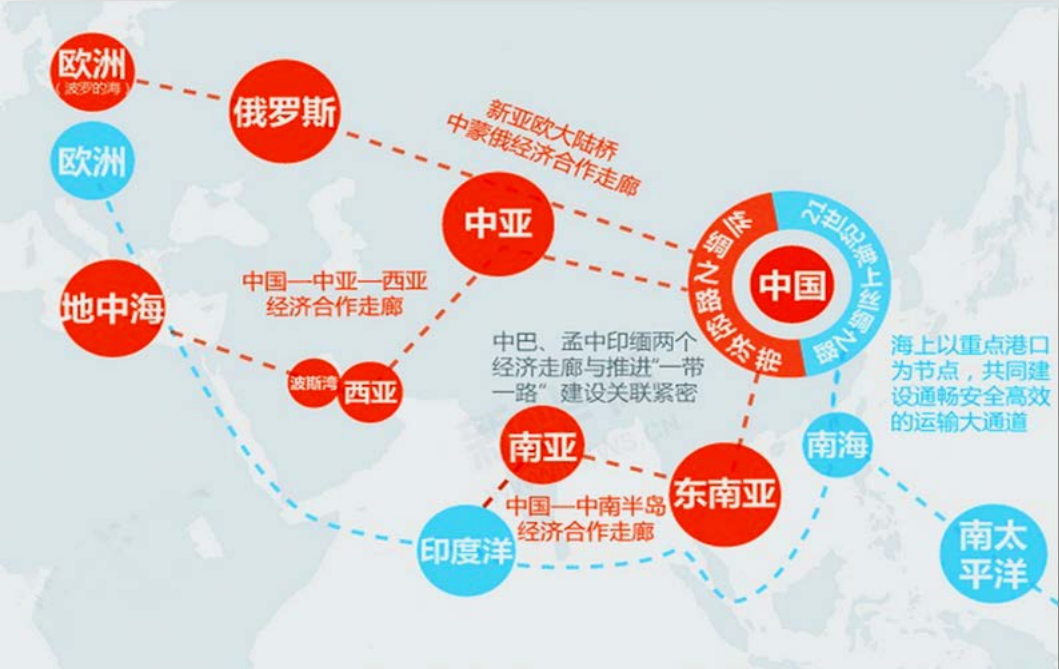 欧洲
（波罗的海）
俄罗斯
欧洲
新亚欧大陆桥
中蒙俄经济合作走廊
中亚
丝绸之路经济带
21世纪海上丝绸之路
中国
地中海
中国—中亚—西亚
经济合作走廊
波斯湾
西亚
中巴、孟中印缅两个
经济走廊与推进“一带
一路”建设关联紧密
海上以重点港口
为节点，共同建
设通畅安全高效
的运输大通道
南亚
南海
东南亚
中国—中南半岛
经济合作走廊
印度洋
南太
平洋